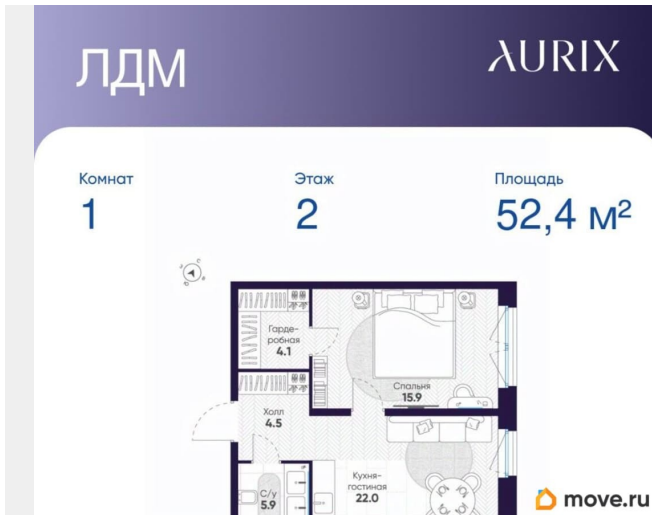 ЛДМ
AURIX
Комнат
Этаж
Площадь
1
2
52,4 м²
Гарде-
робная
4.1
Спальня
15.9
Холл
4.5
Кухня-
гостиная
22.0
С/у
5.9
move.ru